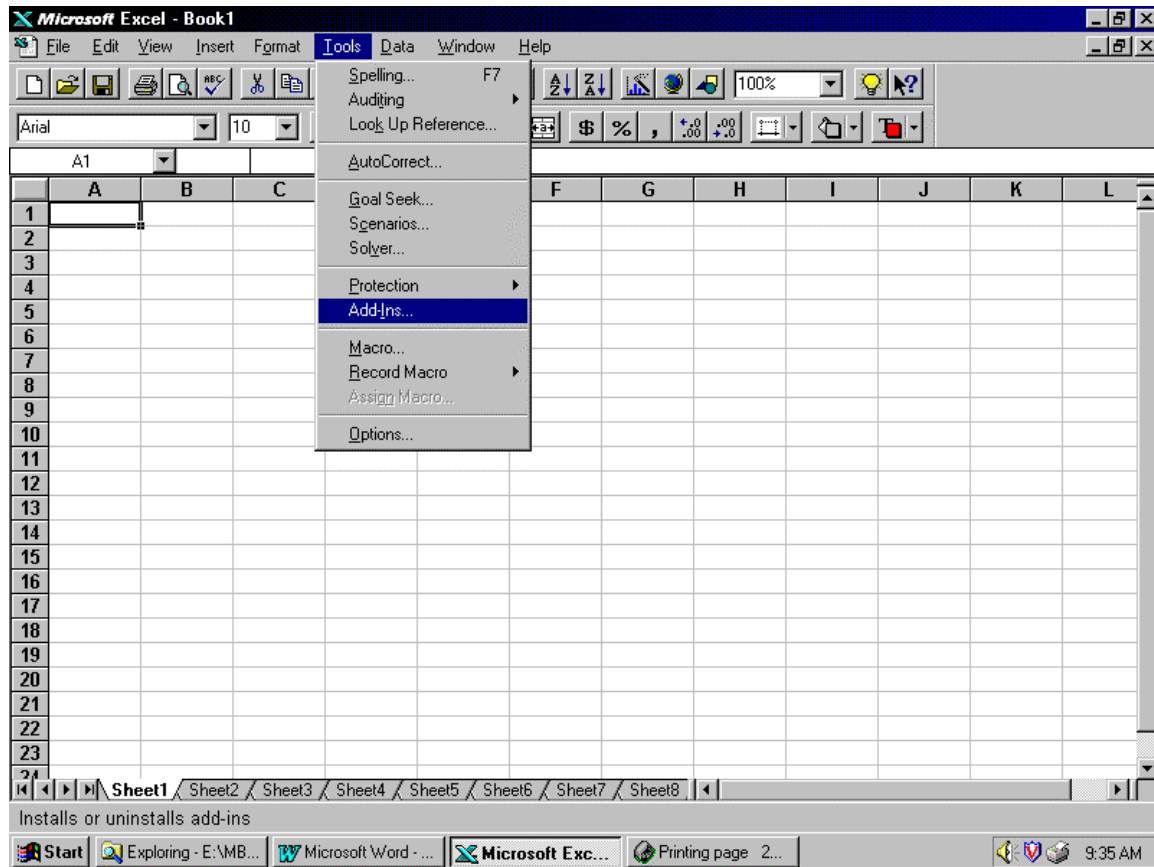 Microsoft Excel - Book1
File Edit View Insert Format Tools Data Window Help
ABC 100%
Arial 10 $ % ,
A1
Spelling... F7
Auditing
Look Up Reference...
AutoCorrect...
Goal Seek...
Scenarios...
Solver...
Protection
Add-Ins...
Macro...
Record Macro
Assign Macro...
Options...
A B C F G H I J K L
1
2
3
4
5
6
7
8
9
10
11
12
13
14
15
16
17
18
19
20
21
22
23
24
Sheet1 Sheet2 Sheet3 Sheet4 Sheet5 Sheet6 Sheet7 Sheet8
Installs or uninstalls add-ins
Start Exploring - E:\MB... Microsoft Word - ... Microsoft Exc... Printing page 2... 9:35 AM